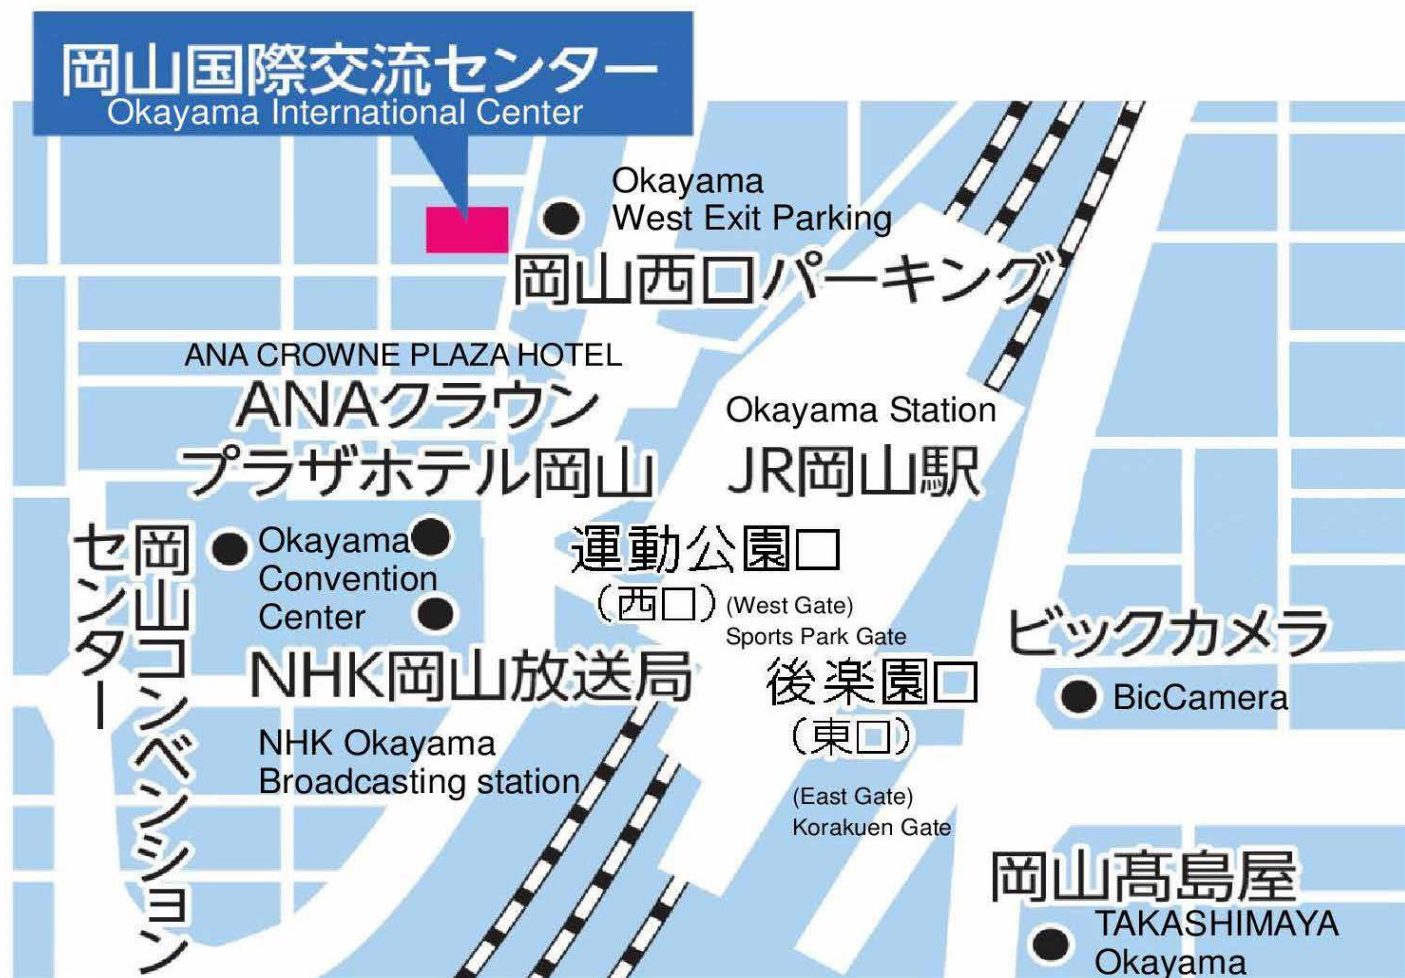 岡山国際交流センター
Okayama International Center
Okayama
West Exit Parking
岡山西口パーキング
ANA CROWNE PLAZA HOTEL
ANAクラウン
プラザホテル岡山
Okayama Station
JR岡山駅
岡山コンベンション
センター
Okayama
Convention
Center
運動公園口
(西口)
(West Gate)
Sports Park Gate
NHK岡山放送局
NHK Okayama
Broadcasting station
後楽園口
(東口)
(East Gate)
Korakuen Gate
ビックカメラ
BicCamera
岡山髙島屋
TAKASHIMAYA
Okayama